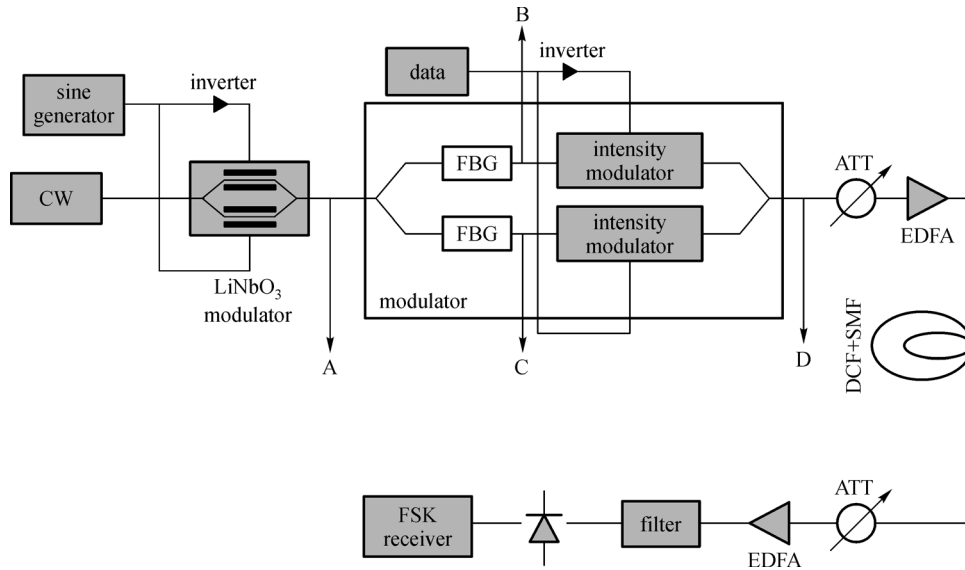 B
inverter
data
inverter
sine
generator
FBG
intensity
modulator
ATT
CW
FBG
intensity
modulator
EDFA
LiNbO3
modulator
modulator
A
C
D
DCF+SMF
ATT
FSK
receiver
filter
EDFA